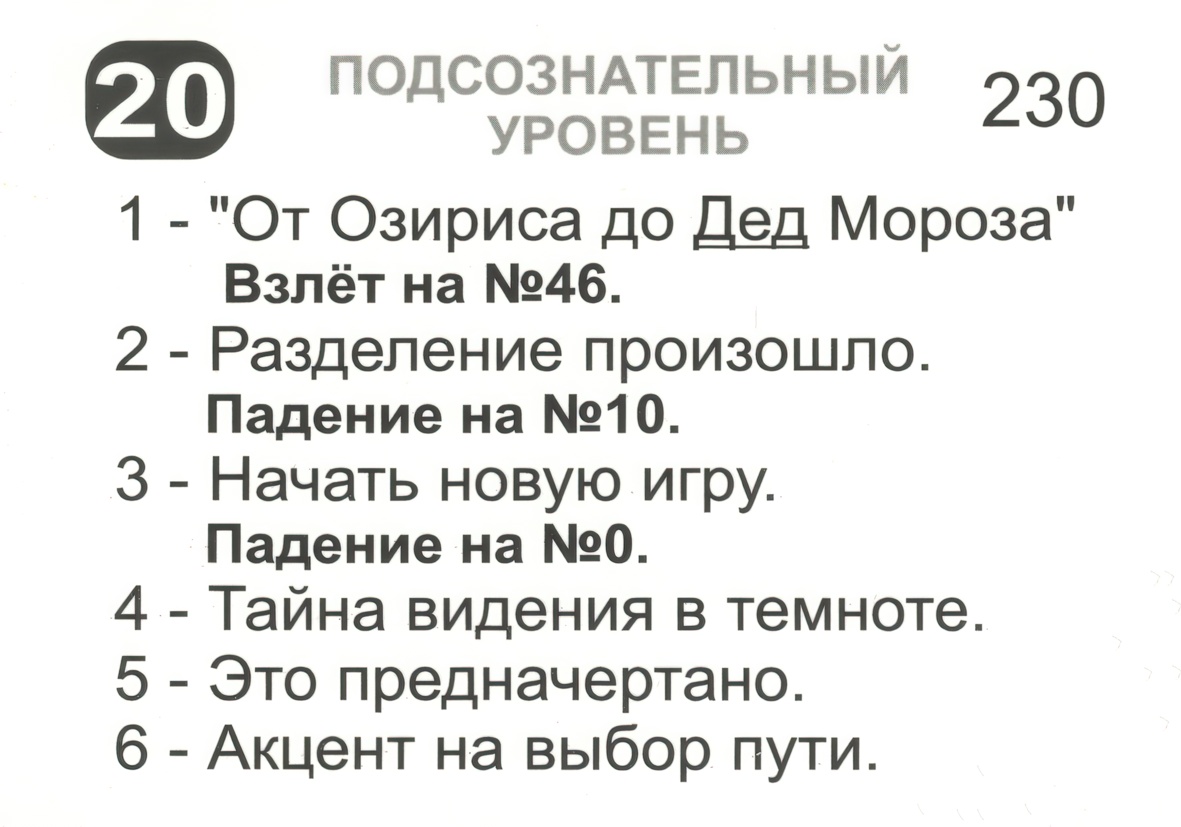 20
ПОДСОЗНАТЕЛЬНЫЙ
УРОВЕНЬ
230
1 - "От Озириса до Дед Мороза"
Взлёт на №46.
2 - Разделение произошло.
Падение на №10.
3 - Начать новую игру.
Падение на №0.
4 - Тайна видения в темноте.
5 - Это предначертано.
6 - Акцент на выбор пути.